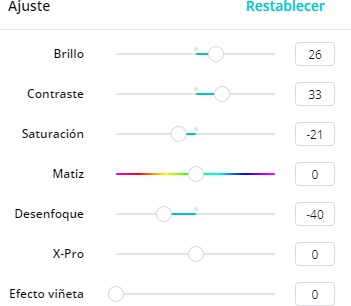 Ajuste Restablecer
Brillo 26
Contraste 33
Saturación -21
Matiz 0
Desenfoque -40
X-Pro 0
Efecto viñeta 0